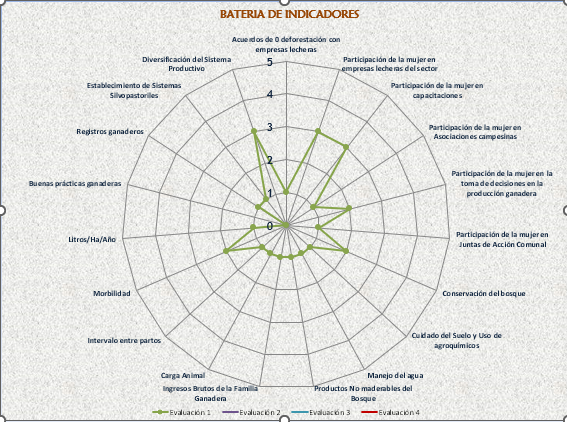 BATERIA DE INDICADORES
Acuerdos de 0 deforestación con
empresas lecheras
Participación de la mujer en
empresas lecheras del sector
Participación de la mujer en
capacitaciones
Participación de la mujer en
Asociaciones campesinas
Participación de la mujer en la
toma de decisiones en la
producción ganadera
Participación de la mujer en
Juntas de Acción Comunal
Conservación del bosque
Cuidado del Suelo y Uso de
agroquímicos
Manejo del agua
Productos No maderables del
Bosque
Ingresos Brutos de la Familia
Ganadera
Carga Animal
Intervalo entre partos
Morbilidad
Litros/Ha/Año
Buenas prácticas ganaderas
Registros ganaderos
Establecimiento de Sistemas
Silvopastoriles
Diversificación del Sistema
Productivo
5
4
3
2
1
0
Evaluación 1 Evaluación 2 Evaluación 3 Evaluación 4